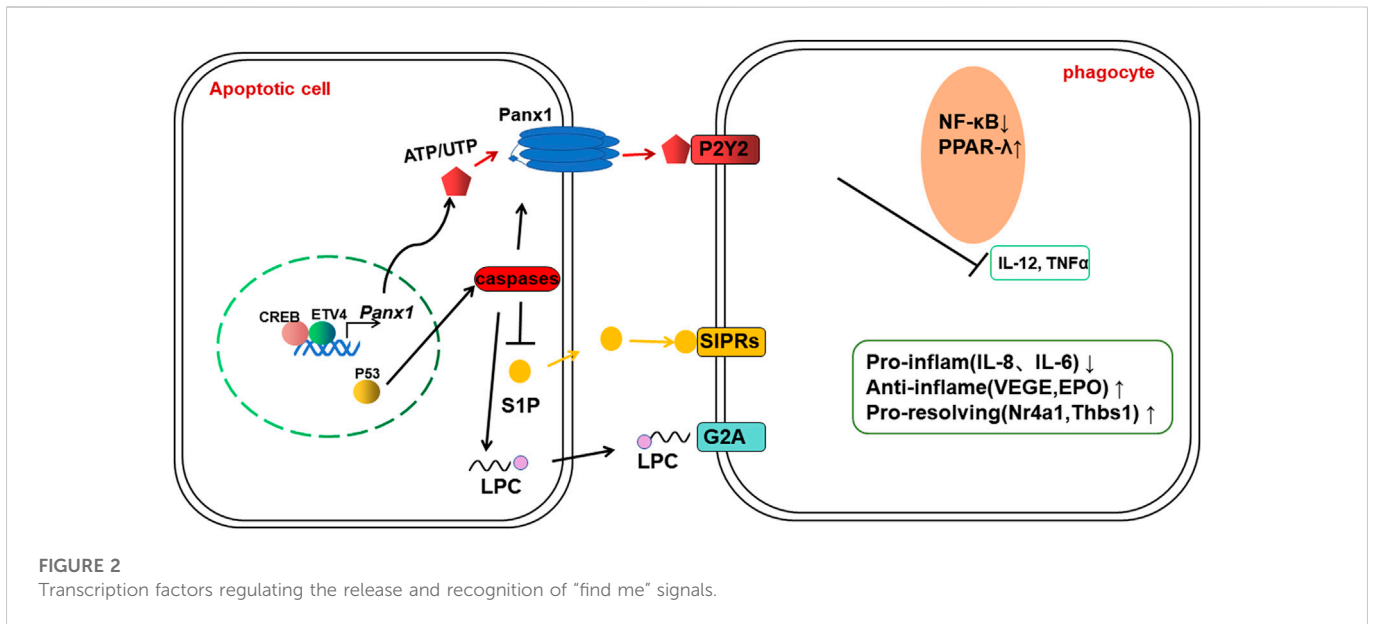 Apoptotic cell
phagocyte
Panx1
ATP/UTP
P2Y2
NF-κB↓
PPAR-λ↑
IL-12, TNFα
caspases
CREB
ETV4
Panx1
P53
S1P
SIPRs
LPC
LPC
G2A
Pro-inflam(IL-8、IL-6) ↓
Anti-inflame(VEGE,EPO) ↑
Pro-resolving(Nr4a1,Thbs1) ↑
FIGURE 2
Transcription factors regulating the release and recognition of “find me” signals.